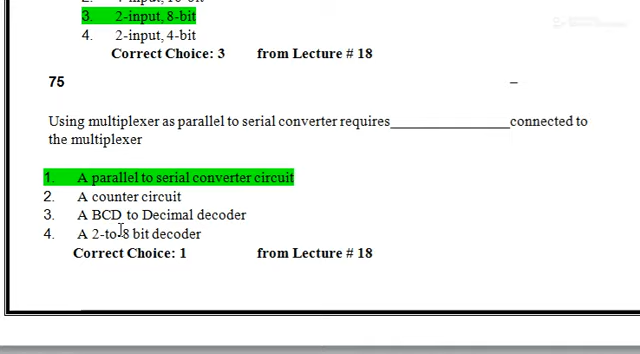 3. 2-input, 8-bit
4. 2-input, 4-bit
Correct Choice: 3 from Lecture # 18
75
Using multiplexer as parallel to serial converter requires______________connected to
the multiplexer
1. A parallel to serial converter circuit
2. A counter circuit
3. A BCD to Decimal decoder
4. A 2-to-8 bit decoder
Correct Choice: 1 from Lecture # 18